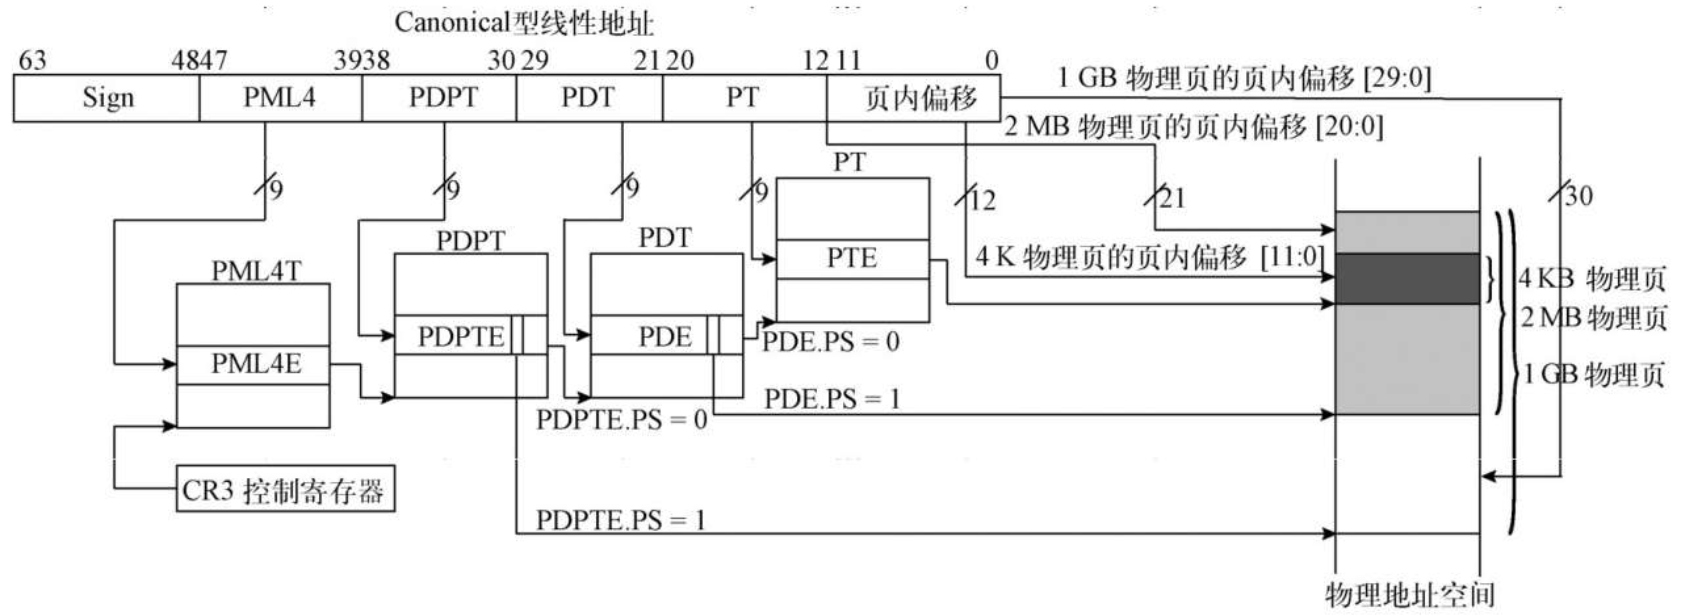 Canonical型线性地址
63 4847 3938 30 29 2120 12 11 0
Sign PML4 PDPT PDT PT 页内偏移
1 GB 物理页的页内偏移 [29:0]
2 MB 物理页的页内偏移 [20:0]
PT
9 9 9 9 12 21 30
PDPT PDT
4 K 物理页的页内偏移 [11:0]
PTE
PML4T
4 KB 物理页
2 MB 物理页
PDPTE PDE
PDE.PS = 0
PML4E
1 GB 物理页
PDE.PS = 1
PDPTE.PS = 0
CR3 控制寄存器
PDPTE.PS = 1
物理地址空间